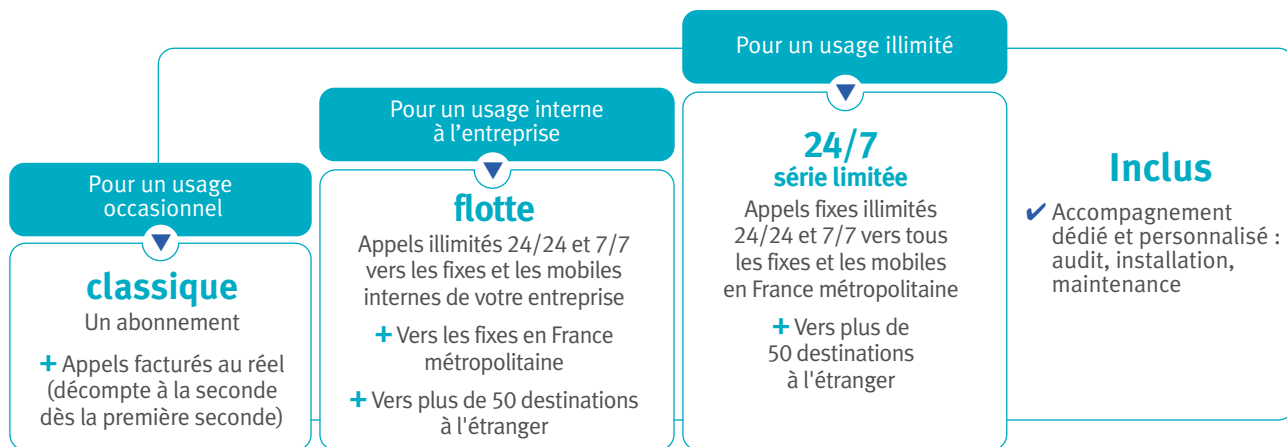 Pour un usage
occasionnel
classique
Un abonnement
+ Appels facturés au réel
(décompte à la seconde
dès la première seconde)
Pour un usage interne
à l’entreprise
flotte
Appels illimités 24/24 et 7/7
vers les fixes et les mobiles
internes de votre entreprise
+ Vers les fixes en France
métropolitaine
+ Vers plus de 50 destinations
à l'étranger
Pour un usage illimité
24/7
série limitée
Appels fixes illimités
24/24 et 7/7 vers tous
les fixes et les mobiles
en France métropolitaine
+ Vers plus de
50 destinations
à l'étranger
Inclus
✔ Accompagnement
dédié et personnalisé :
audit, installation,
maintenance